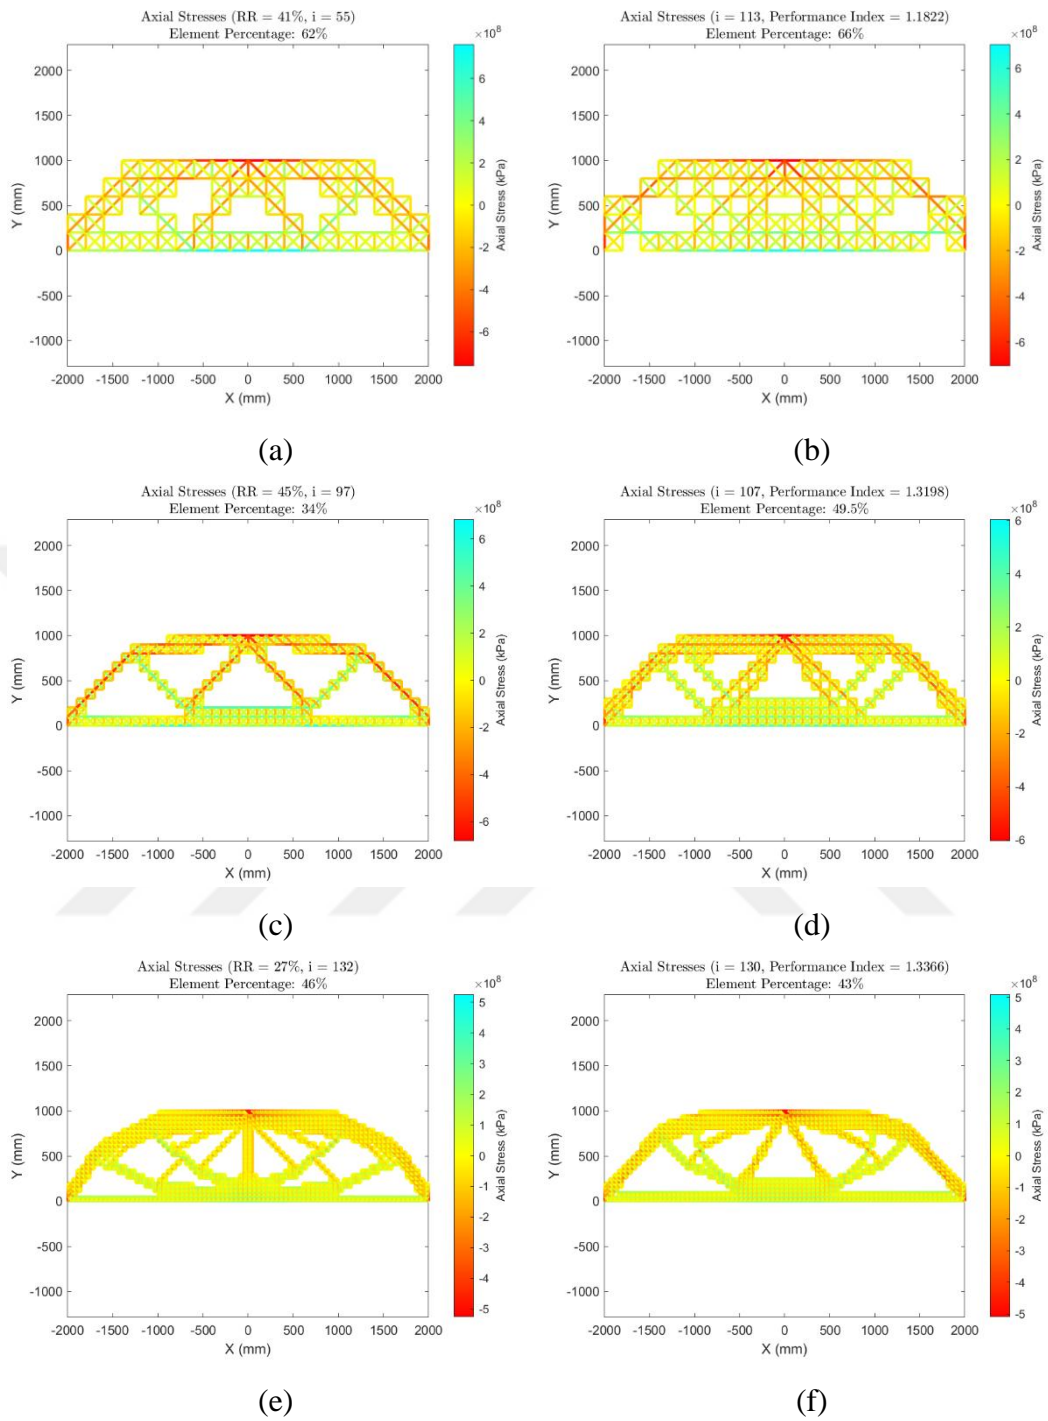 Axial Stresses (RR = 41%, i = 55)
Element Percentage: 62%
×10⁸
2000
1500
1000
500
0
-500
-1000
Y (mm)
-2000 -1500 -1000 -500 0 500 1000 1500 2000
X (mm)
6
4
2
0
-2
-4
-6
Axial Stress (kPa)
(a)
Axial Stresses (i = 113, Performance Index = 1.1822)
Element Percentage: 66%
×10⁸
2000
1500
1000
500
0
-500
-1000
Y (mm)
-2000 -1500 -1000 -500 0 500 1000 1500 2000
X (mm)
6
4
2
0
-2
-4
-6
Axial Stress (kPa)
(b)
Axial Stresses (RR = 45%, i = 97)
Element Percentage: 34%
×10⁸
2000
1500
1000
500
0
-500
-1000
Y (mm)
-2000 -1500 -1000 -500 0 500 1000 1500 2000
X (mm)
6
4
2
0
-2
-4
-6
Axial Stress (kPa)
(c)
Axial Stresses (i = 107, Performance Index = 1.3198)
Element Percentage: 49.5%
×10⁸
2000
1500
1000
500
0
-500
-1000
Y (mm)
-2000 -1500 -1000 -500 0 500 1000 1500 2000
X (mm)
6
4
2
0
-2
-4
-6
Axial Stress (kPa)
(d)
Axial Stresses (RR = 27%, i = 132)
Element Percentage: 46%
×10⁸
2000
1500
1000
500
0
-500
-1000
Y (mm)
-2000 -1500 -1000 -500 0 500 1000 1500 2000
X (mm)
5
4
3
2
1
0
-1
-2
-3
-4
-5
Axial Stress (kPa)
(e)
Axial Stresses (i = 130, Performance Index = 1.3366)
Element Percentage: 43%
×10⁸
2000
1500
1000
500
0
-500
-1000
Y (mm)
-2000 -1500 -1000 -500 0 500 1000 1500 2000
X (mm)
5
4
3
2
1
0
-1
-2
-3
-4
-5
Axial Stress (kPa)
(f)